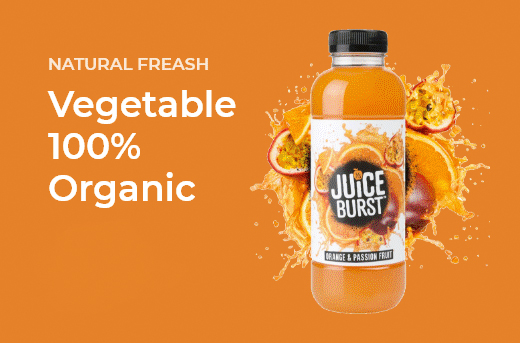 NATURAL FREASH
Vegetable
100%
Organic
JUiCE
BURST
ORANGE & PASSION FRUIT